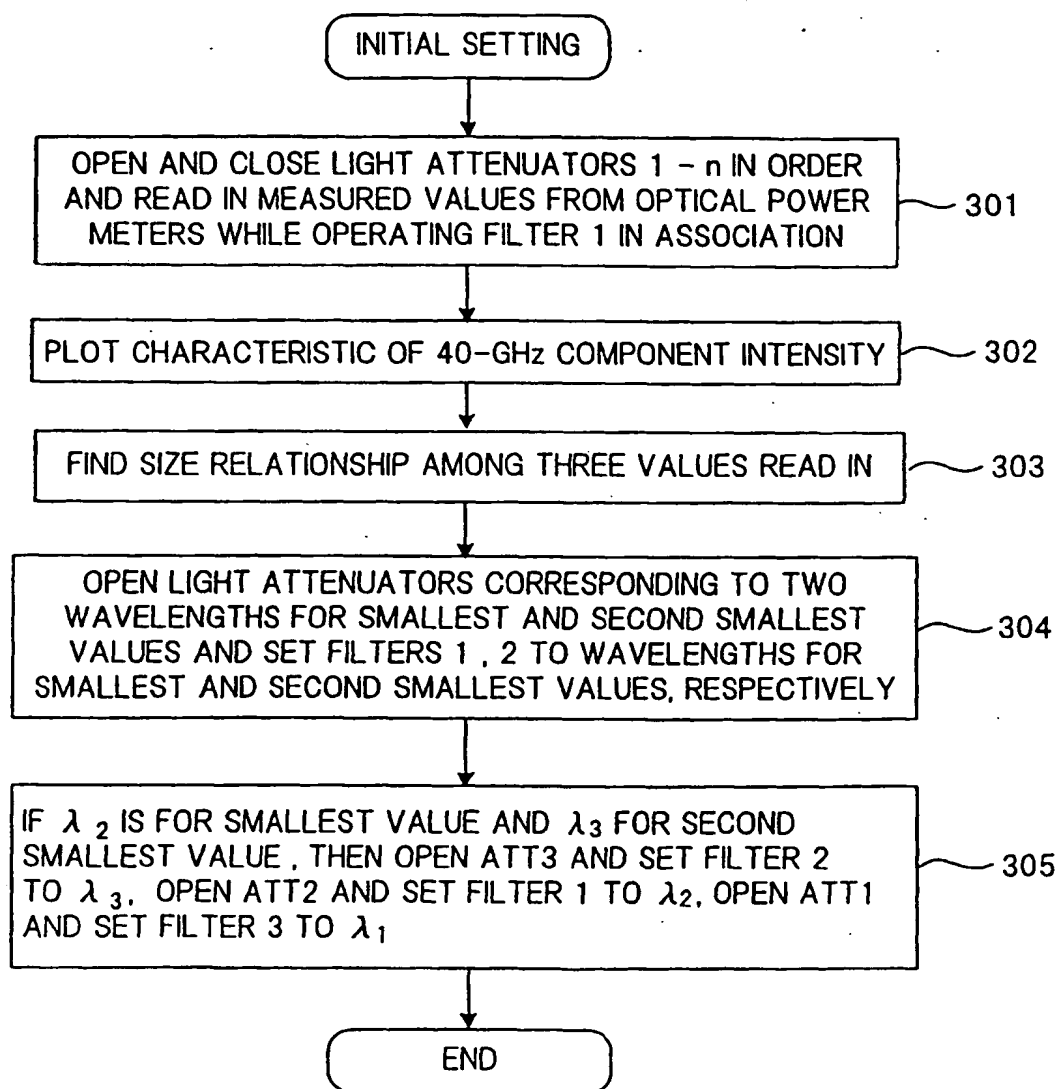 INITIAL SETTING
OPEN AND CLOSE LIGHT ATTENUATORS 1 – n IN ORDER
AND READ IN MEASURED VALUES FROM OPTICAL POWER
METERS WHILE OPERATING FILTER 1 IN ASSOCIATION
301
PLOT CHARACTERISTIC OF 40-GHz COMPONENT INTENSITY
302
FIND SIZE RELATIONSHIP AMONG THREE VALUES READ IN
303
OPEN LIGHT ATTENUATORS CORRESPONDING TO TWO
WAVELENGTHS FOR SMALLEST AND SECOND SMALLEST
VALUES AND SET FILTERS 1 , 2 TO WAVELENGTHS FOR
SMALLEST AND SECOND SMALLEST VALUES, RESPECTIVELY
304
IF λ 2 IS FOR SMALLEST VALUE AND λ3 FOR SECOND
SMALLEST VALUE , THEN OPEN ATT3 AND SET FILTER 2
TO λ 3, OPEN ATT2 AND SET FILTER 1 TO λ2, OPEN ATT1
AND SET FILTER 3 TO λ1
305
END